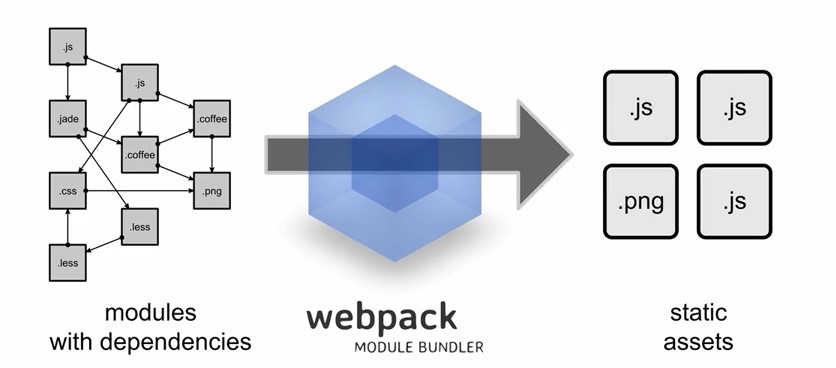 .js
.js
.jade
.coffee
.coffee
.css
.png
.less
.less
modules
with dependencies
webpack
MODULE BUNDLER
.js
.js
.png
.js
static
assets